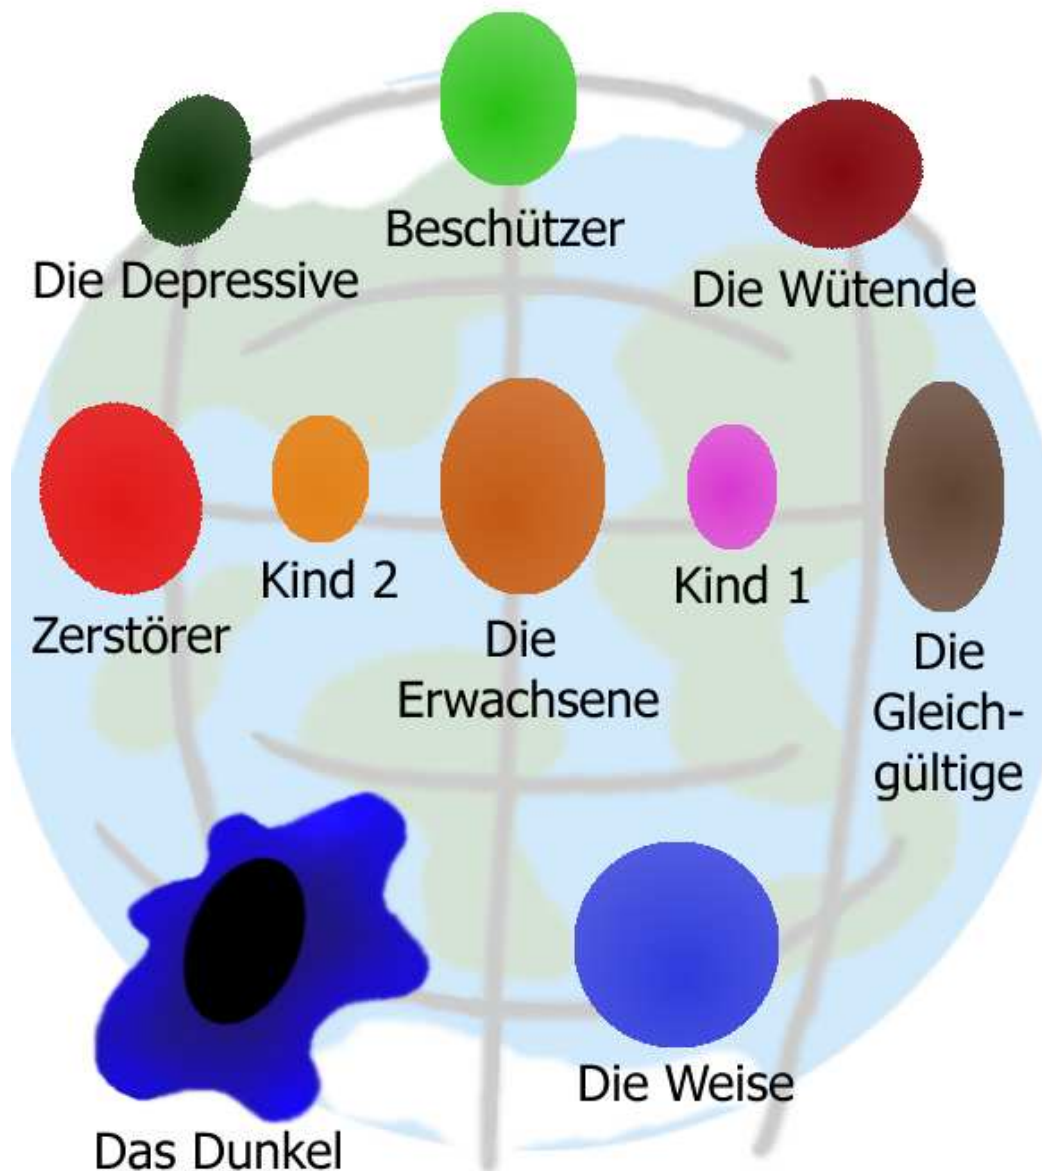 Beschützer
Die Depressive
Die Wütende
Kind 2
Kind 1
Zerstörer
Die
Erwachsene
Die
Gleich-
gültige
Die Weise
Das Dunkel